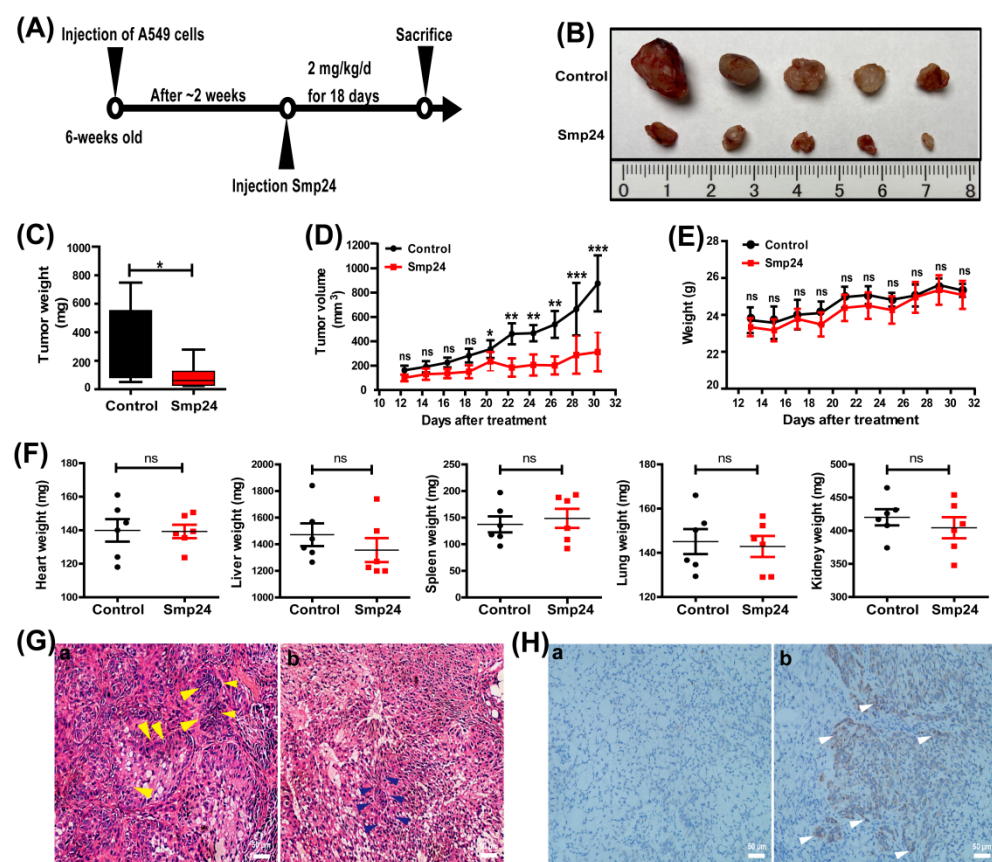 (A)
Injection of A549 cells
Sacrifice
2 mg/kg/d
After ~2 weeks
for 18 days
6-weeks old
Injection Smp24
(B)
Control
Smp24
0 1 2 3 4 5 6 7 8
(C)
Tumor weight
(mg)
1000
800
600
400
200
0
*
Control Smp24
(D)
Tumor volume
(mm³)
1200
1000
800
600
400
200
0
Control
Smp24
ns ns ns ns * ** ** ** *** ***
10 12 14 16 18 20 22 24 26 28 30 32
Days after treatment
(E)
Weight (g)
28
26
24
22
20
Control
Smp24
ns ns ns ns ns ns ns ns ns ns
12 14 16 18 20 22 24 26 28 30 32
Days after treatment
(F)
Heart weight (mg)
180
160
140
120
100
ns
Control Smp24
Liver weight (mg)
2000
1800
1600
1400
1200
1000
ns
Control Smp24
Spleen weight (mg)
250
200
150
100
50
0
ns
Control Smp24
Lung weight (mg)
180
160
140
120
ns
Control Smp24
Kidney weight (mg)
500
450
400
350
300
ns
Control Smp24
(G)
a
50 µm
b
(H)
a
50 µm
b
50 µm